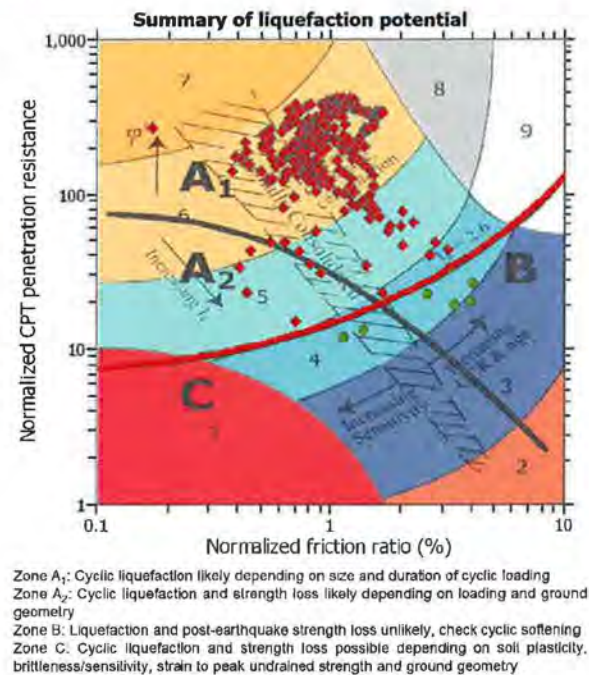 Summary of liquefaction potential
Normalized CPT penetration resistance
1,000
100
10
1
0.1
1
10
Normalized friction ratio (%)
7
8
9
φ'
A1
6
A2
Increasing
5
B
4
Increasing
3
Increasing
Sensitivity
C
1
2
Zone A1: Cyclic liquefaction likely depending on size and duration of cyclic loading
Zone A2: Cyclic liquefaction and strength loss likely depending on loading and ground
geometry
Zone B: Liquefaction and post-earthquake strength loss unlikely, check cyclic softening
Zone C: Cyclic liquefaction and strength loss possible depending on soil plasticity,
brittleness/sensitivity, strain to peak undrained strength and ground geometry